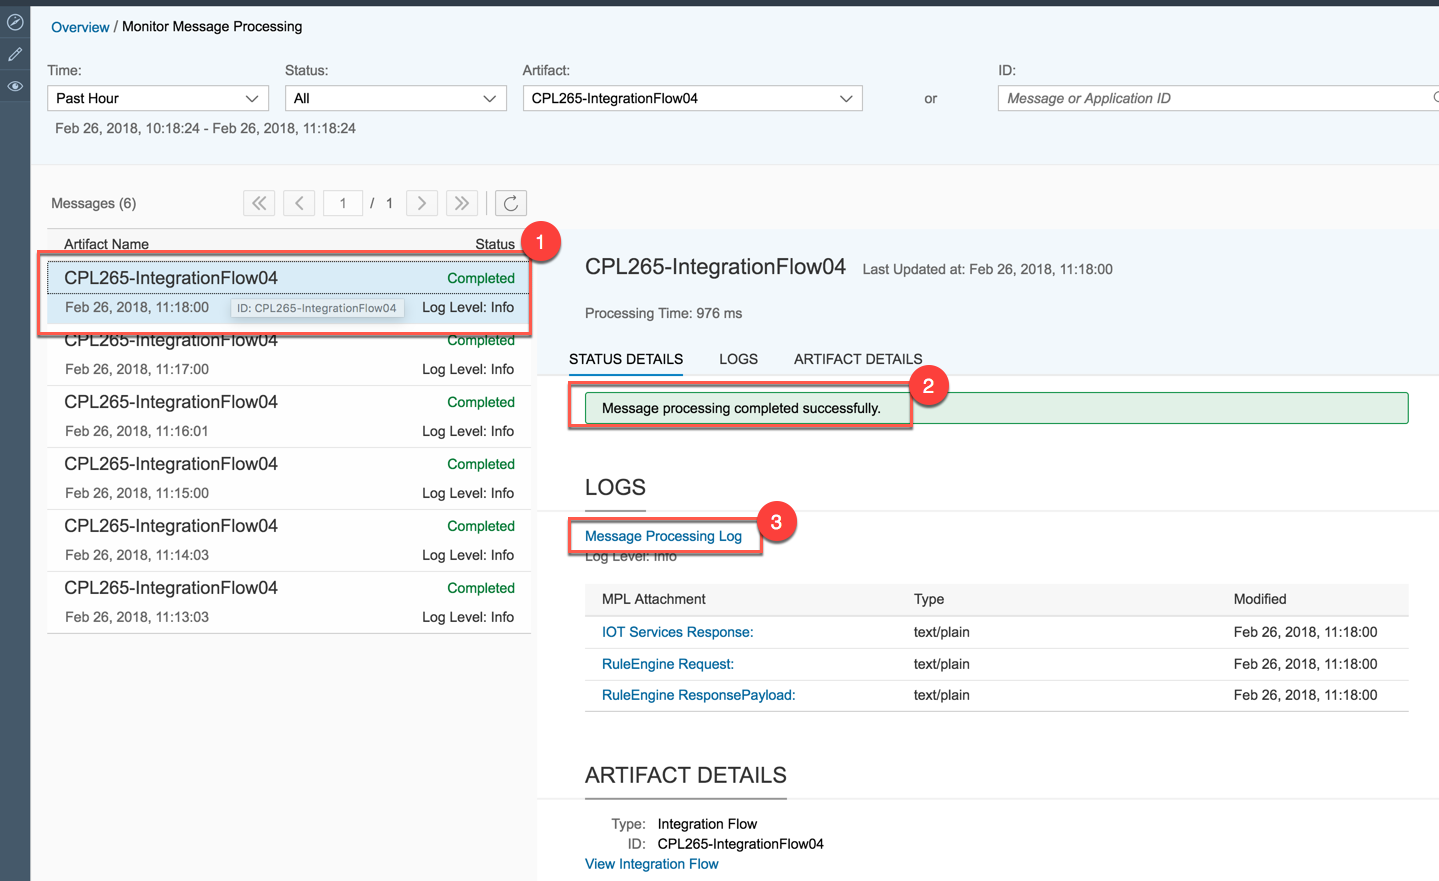 Overview / Monitor Message Processing
Time:
Status:
Artifact:
ID:
Past Hour
All
CPL265-IntegrationFlow04
or
Message or Application ID
Feb 26, 2018, 10:18:24 - Feb 26, 2018, 11:18:24
Messages (6)
1 / 1
Artifact Name Status
1
CPL265-IntegrationFlow04 Completed
Feb 26, 2018, 11:18:00 ID: CPL265-IntegrationFlow04 Log Level: Info
CPL265-IntegrationFlow04 Completed
Feb 26, 2018, 11:17:00 Log Level: Info
CPL265-IntegrationFlow04 Completed
Feb 26, 2018, 11:16:01 Log Level: Info
CPL265-IntegrationFlow04 Completed
Feb 26, 2018, 11:15:00 Log Level: Info
CPL265-IntegrationFlow04 Completed
Feb 26, 2018, 11:14:03 Log Level: Info
CPL265-IntegrationFlow04 Completed
Feb 26, 2018, 11:13:03 Log Level: Info
CPL265-IntegrationFlow04 Last Updated at: Feb 26, 2018, 11:18:00
Processing Time: 976 ms
STATUS DETAILS LOGS ARTIFACT DETAILS
2
Message processing completed successfully.
LOGS
3
Message Processing Log
Log Level: Info
MPL Attachment Type Modified
IOT Services Response: text/plain Feb 26, 2018, 11:18:00
RuleEngine Request: text/plain Feb 26, 2018, 11:18:00
RuleEngine ResponsePayload: text/plain Feb 26, 2018, 11:18:00
ARTIFACT DETAILS
Type: Integration Flow
ID: CPL265-IntegrationFlow04
View Integration Flow